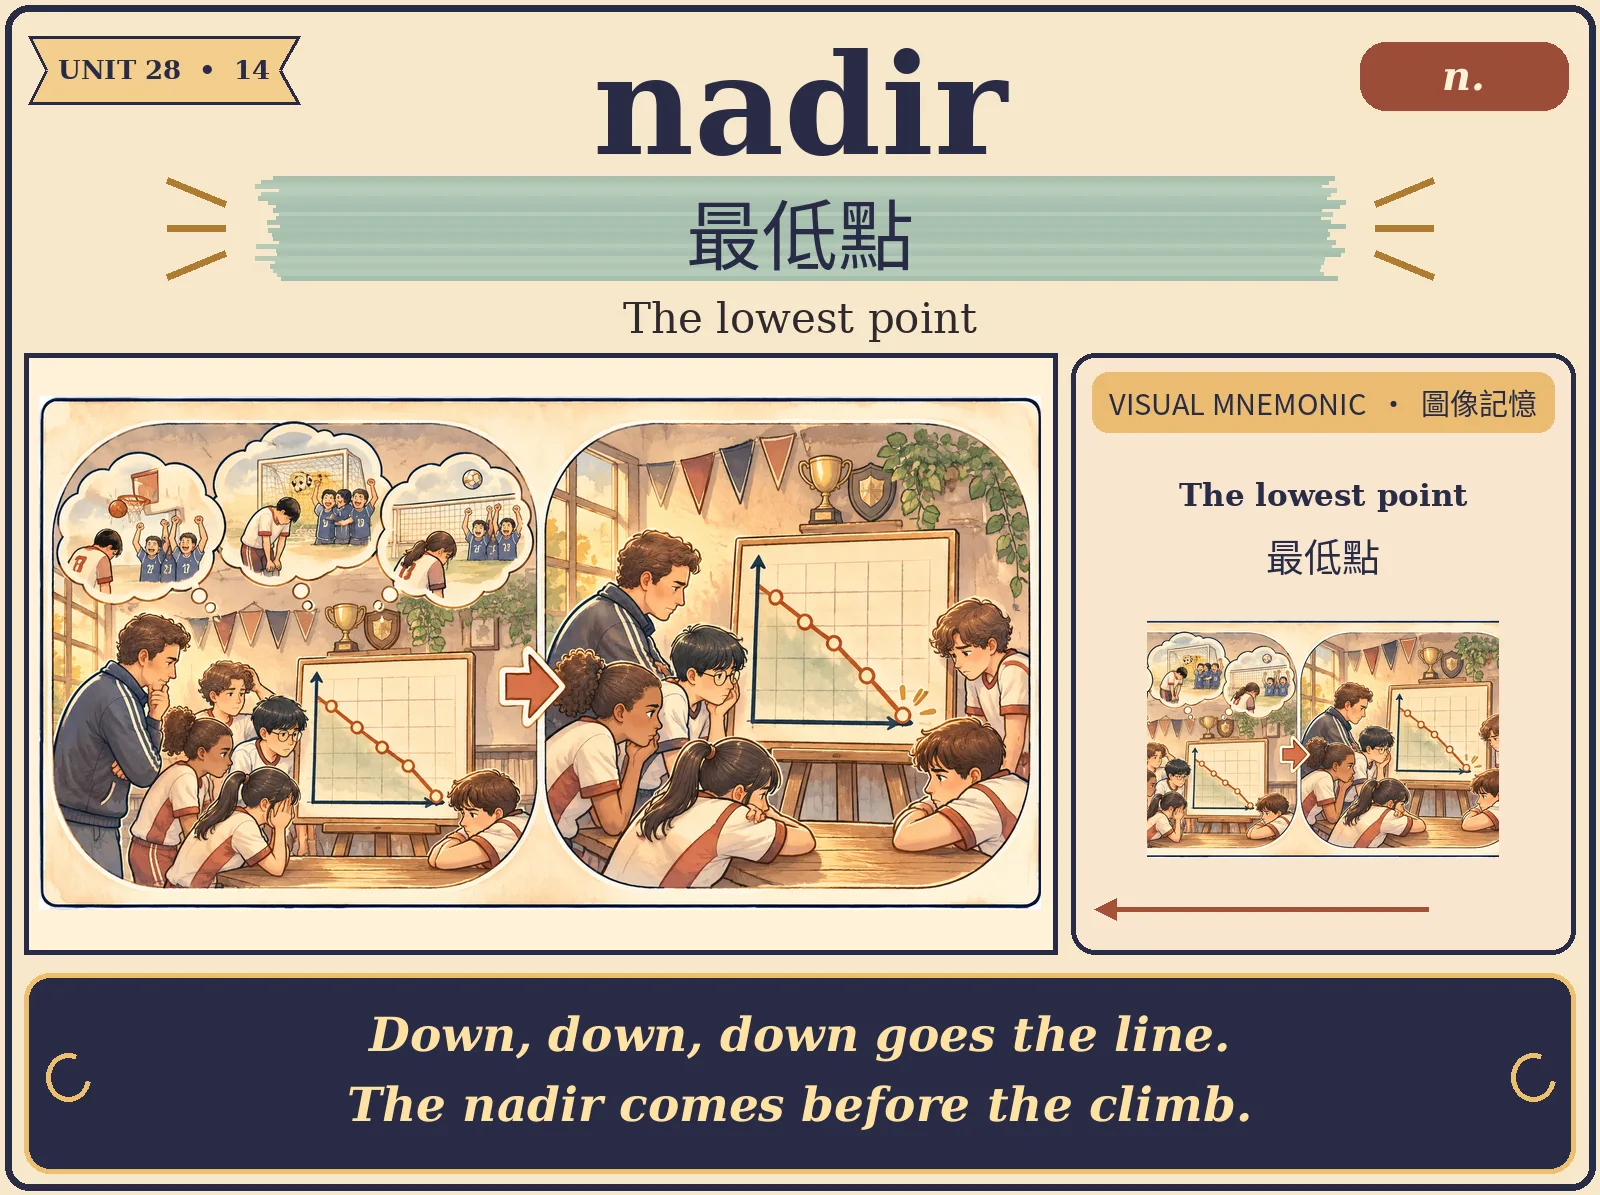 UNIT 28 • 14
nadir
n.
最低點
The lowest point
VISUAL MNEMONIC • 圖像記憶
The lowest point
最低點
Down, down, down goes the line.
The nadir comes before the climb.